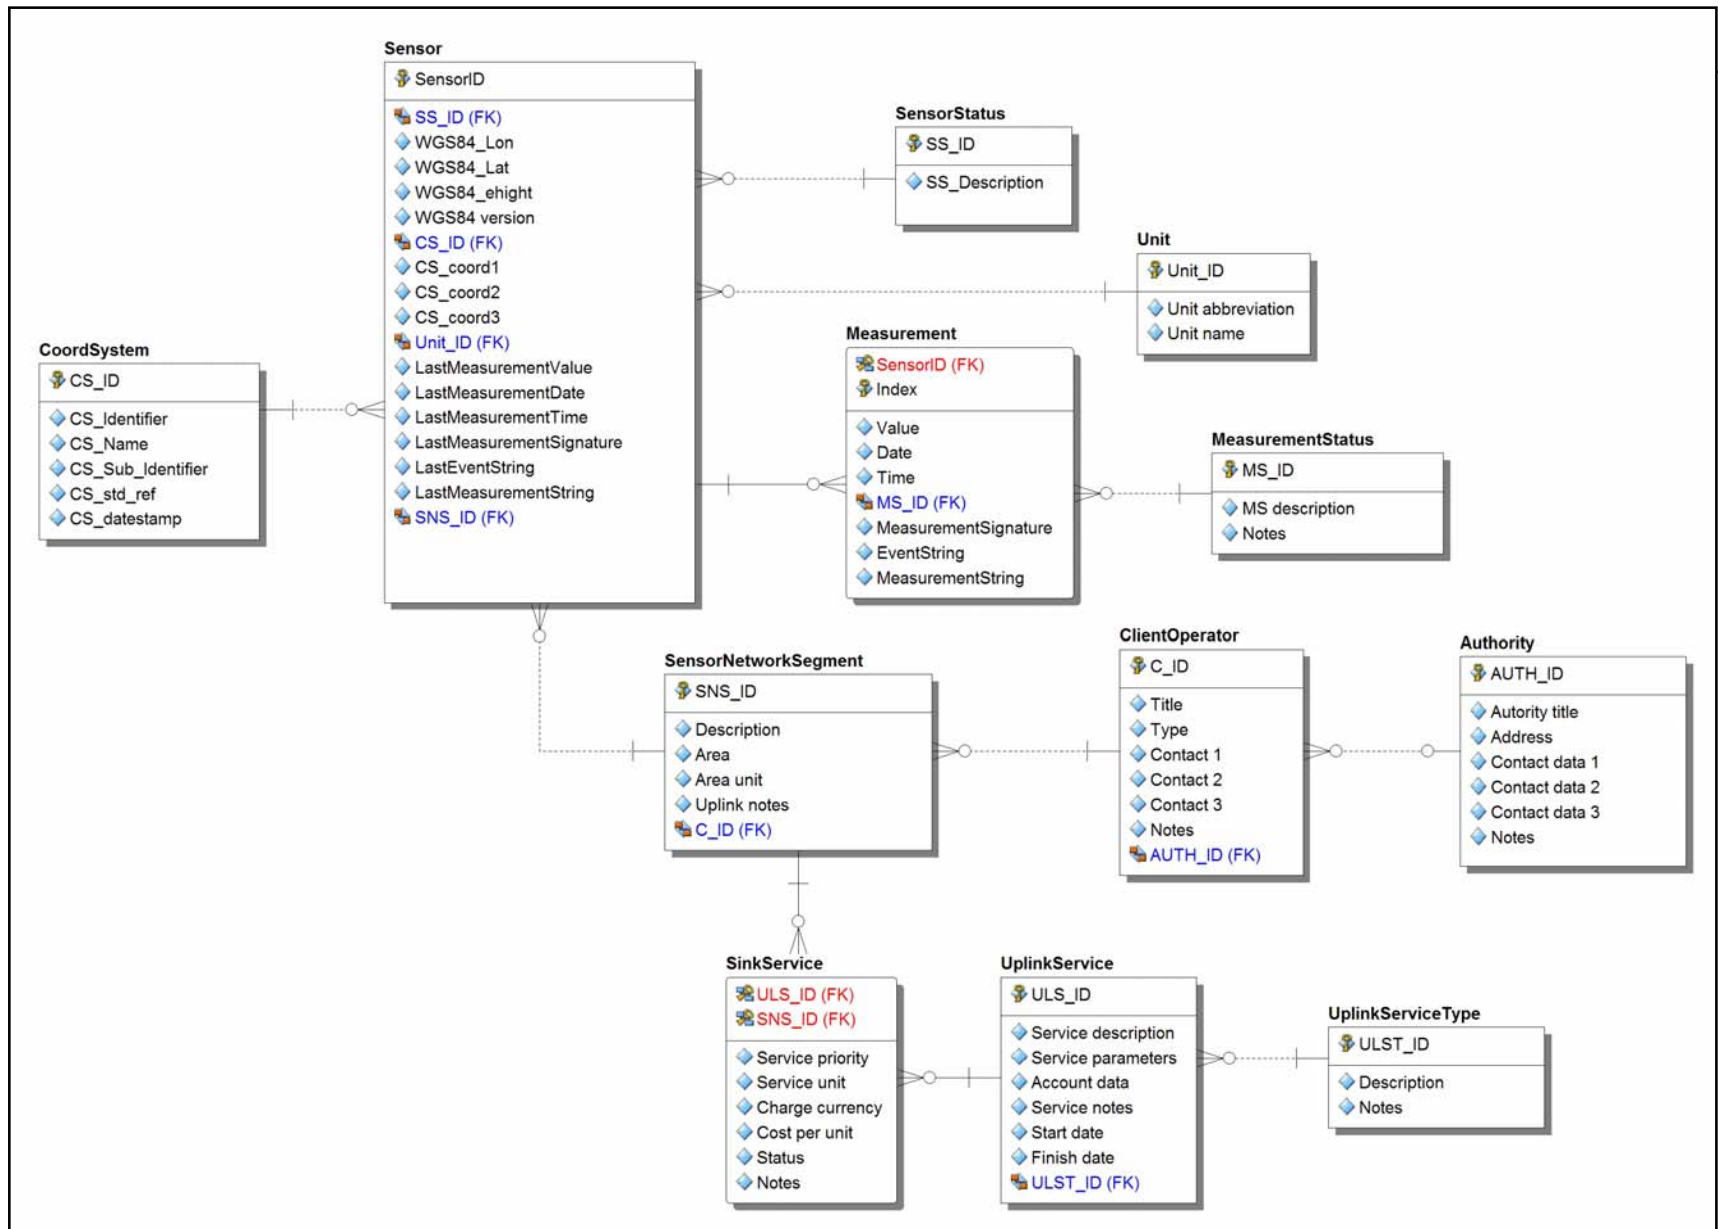 Sensor
SensorID
SS_ID (FK)
WGS84_Lon
WGS84_Lat
WGS84_ehight
WGS84 version
CS_ID (FK)
CS_coord1
CS_coord2
CS_coord3
Unit_ID (FK)
LastMeasurementValue
LastMeasurementDate
LastMeasurementTime
LastMeasurementSignature
LastEventString
LastMeasurementString
SNS_ID (FK)
SensorStatus
SS_ID
SS_Description
Unit
Unit_ID
Unit abbreviation
Unit name
CoordSystem
CS_ID
CS_Identifier
CS_Name
CS_Sub_Identifier
CS_std_ref
CS_datestamp
Measurement
SensorID (FK)
Index
Value
Date
Time
MS_ID (FK)
MeasurementSignature
EventString
MeasurementString
MeasurementStatus
MS_ID
MS description
Notes
SensorNetworkSegment
SNS_ID
Description
Area
Area unit
Uplink notes
C_ID (FK)
ClientOperator
C_ID
Title
Type
Contact 1
Contact 2
Contact 3
Notes
AUTH_ID (FK)
Authority
AUTH_ID
Autority title
Address
Contact data 1
Contact data 2
Contact data 3
Notes
SinkService
ULS_ID (FK)
SNS_ID (FK)
Service priority
Service unit
Charge currency
Cost per unit
Status
Notes
UplinkService
ULS_ID
Service description
Service parameters
Account data
Service notes
Start date
Finish date
ULST_ID (FK)
UplinkServiceType
ULST_ID
Description
Notes